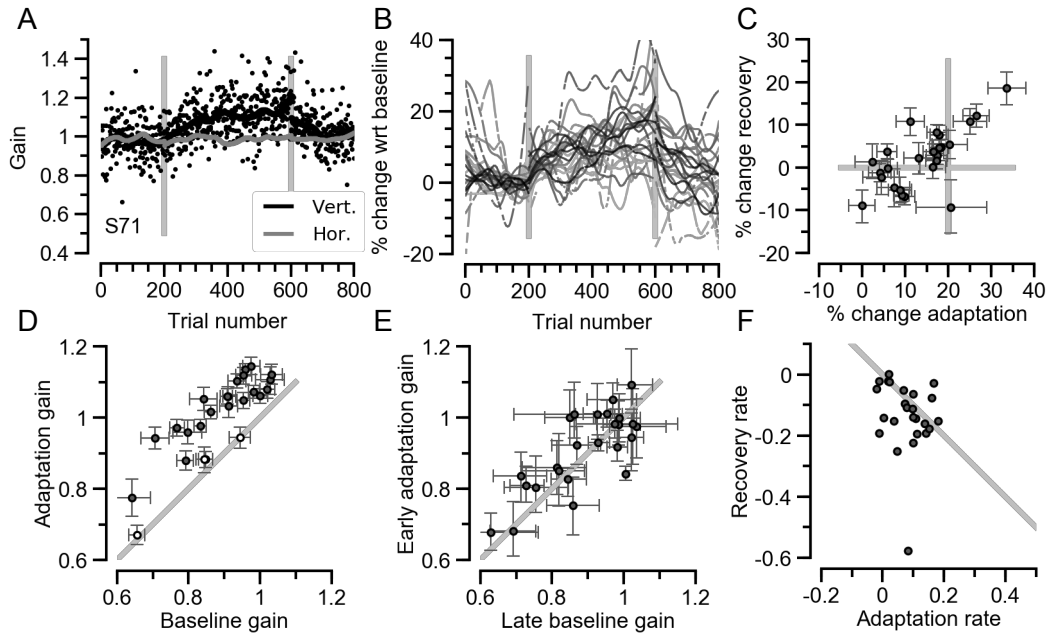 A
Gain
1.4
1.2
1
0.8
0.6
0.4
S71
Vert.
Hor.
0
200
400
600
800
Trial number
B
% change wrt baseline
40
20
0
-20
0
200
400
600
800
Trial number
C
% change recovery
30
20
10
0
-10
-20
-10
0
10
20
30
40
% change adaptation
D
Adaptation gain
1.2
1
0.8
0.6
0.6
0.8
1
1.2
Baseline gain
E
Early adaptation gain
1.2
1
0.8
0.6
0.6
0.8
1
1.2
Late baseline gain
F
Recovery rate
0
-0.2
-0.4
-0.6
-0.2
0
0.2
0.4
Adaptation rate